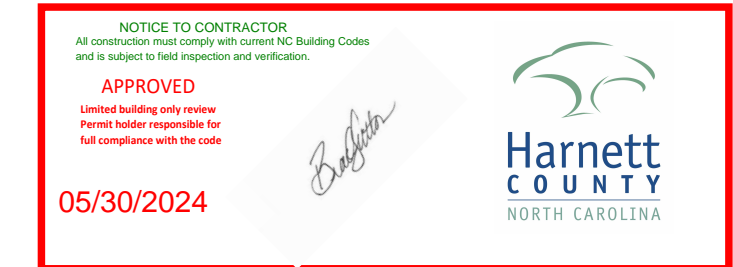 NOTICE TO CONTRACTOR
All construction must comply with current NC Building Codes
and is subject to field inspection and verification.
APPROVED
Limited building only review
Permit holder responsible for
full compliance with the code
05/30/2024
Harnett
COUNTY
NORTH CAROLINA